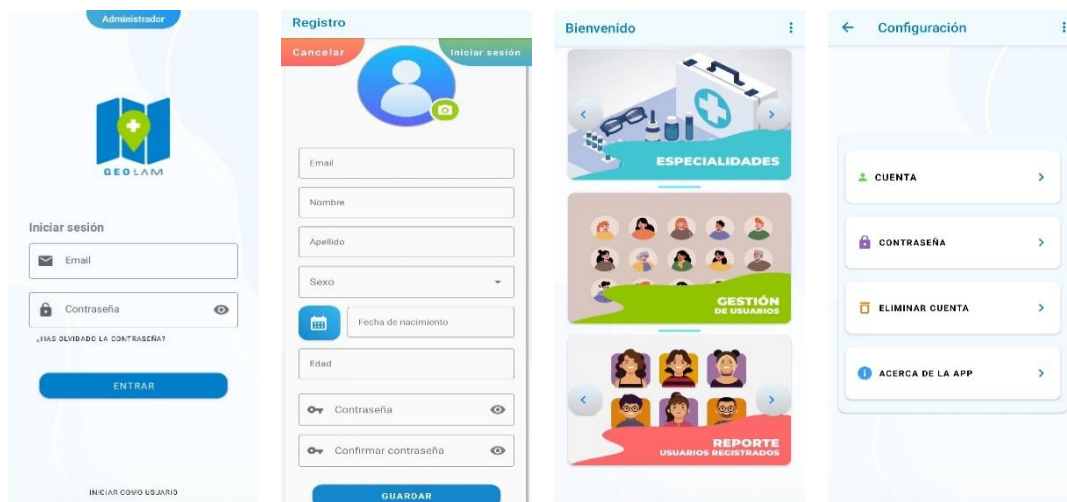 Administrador
GEOLAM
Iniciar sesión
Email
Contraseña
¿HAS OLVIDADO LA CONTRASEÑA?
ENTRAR
INICIAR COMO USUARIO
Registro
Cancelar
Iniciar sesión
Email
Nombre
Apellido
Sexo
Fecha de nacimiento
Edad
Contraseña
Confirmar contraseña
GUARDAR
Bienvenido
ESPECIALIDADES
GESTIÓN
DE USUARIOS
REPORTE
USUARIOS REGISTRADOS
Configuración
CUENTA
CONTRASEÑA
ELIMINAR CUENTA
ACERCA DE LA APP